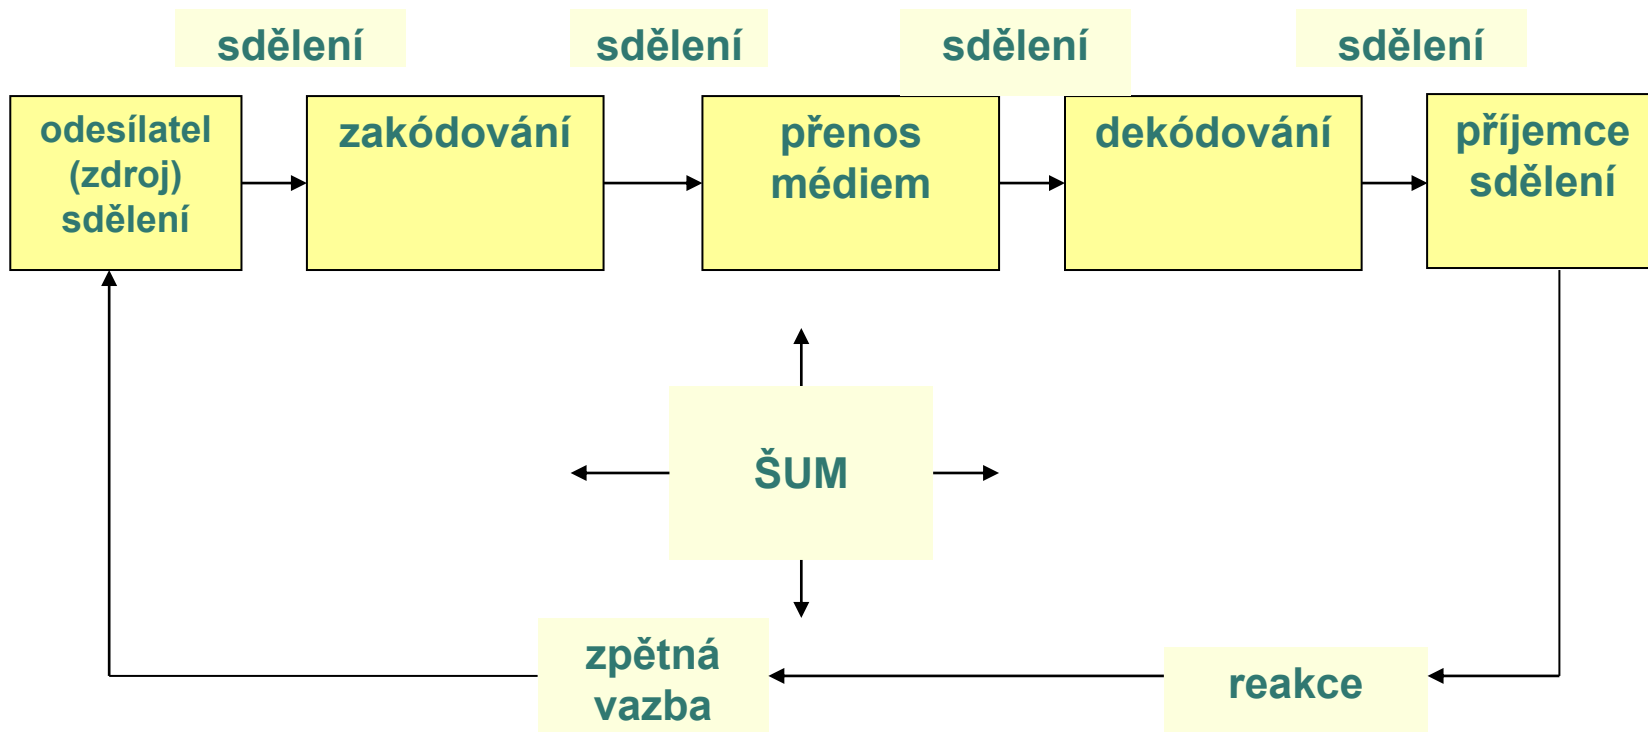 sdělení
sdělení
sdělení
sdělení
odesílatel
(zdroj)
sdělení
zakódování
přenos
médiem
dekódování
příjemce
sdělení
ŠUM
zpětná
vazba
reakce